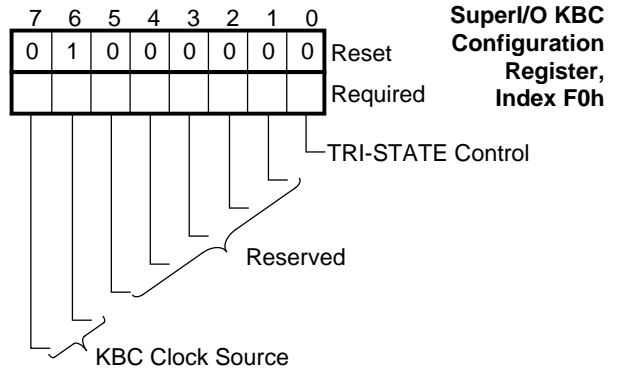 7 6 5 4 3 2 1 0
SuperI/O KBC
Configuration
Register,
Index F0h
0 1 0 0 0 0 0 0 Reset
Required
TRI-STATE Control
Reserved
KBC Clock Source